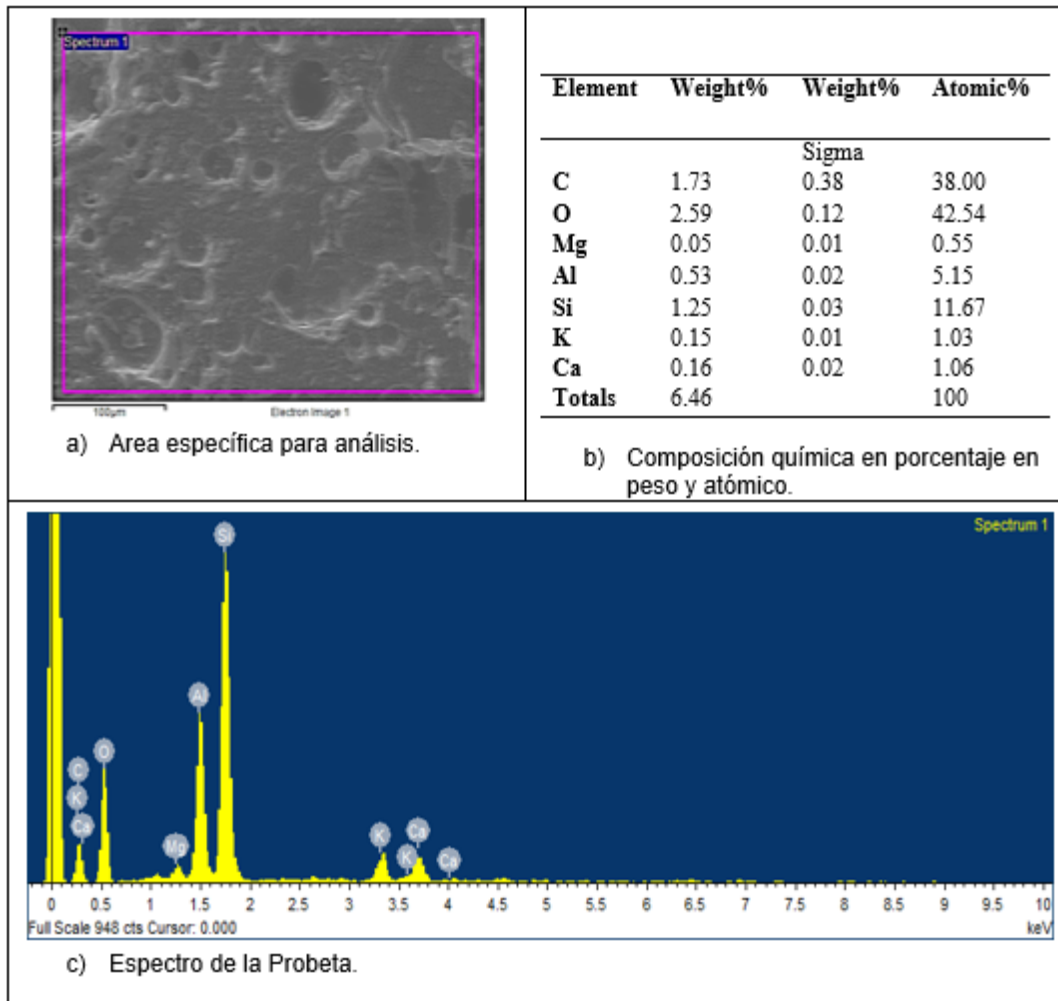 Spectrum 1
100µm
Electron Image 1
a) Area específica para análisis.
Element Weight% Weight% Atomic%
Sigma
C 1.73 0.38 38.00
O 2.59 0.12 42.54
Mg 0.05 0.01 0.55
Al 0.53 0.02 5.15
Si 1.25 0.03 11.67
K 0.15 0.01 1.03
Ca 0.16 0.02 1.06
Totals 6.46 100
b) Composición química en porcentaje en
peso y atómico.
Spectrum 1
Si
Al
O
C
K
Ca
Mg
K
K
Ca
Ca
0 0.5 1 1.5 2 2.5 3 3.5 4 4.5 5 5.5 6 6.5 7 7.5 8 8.5 9 9.5 10
Full Scale 948 cts Cursor: 0.000 keV
c) Espectro de la Probeta.